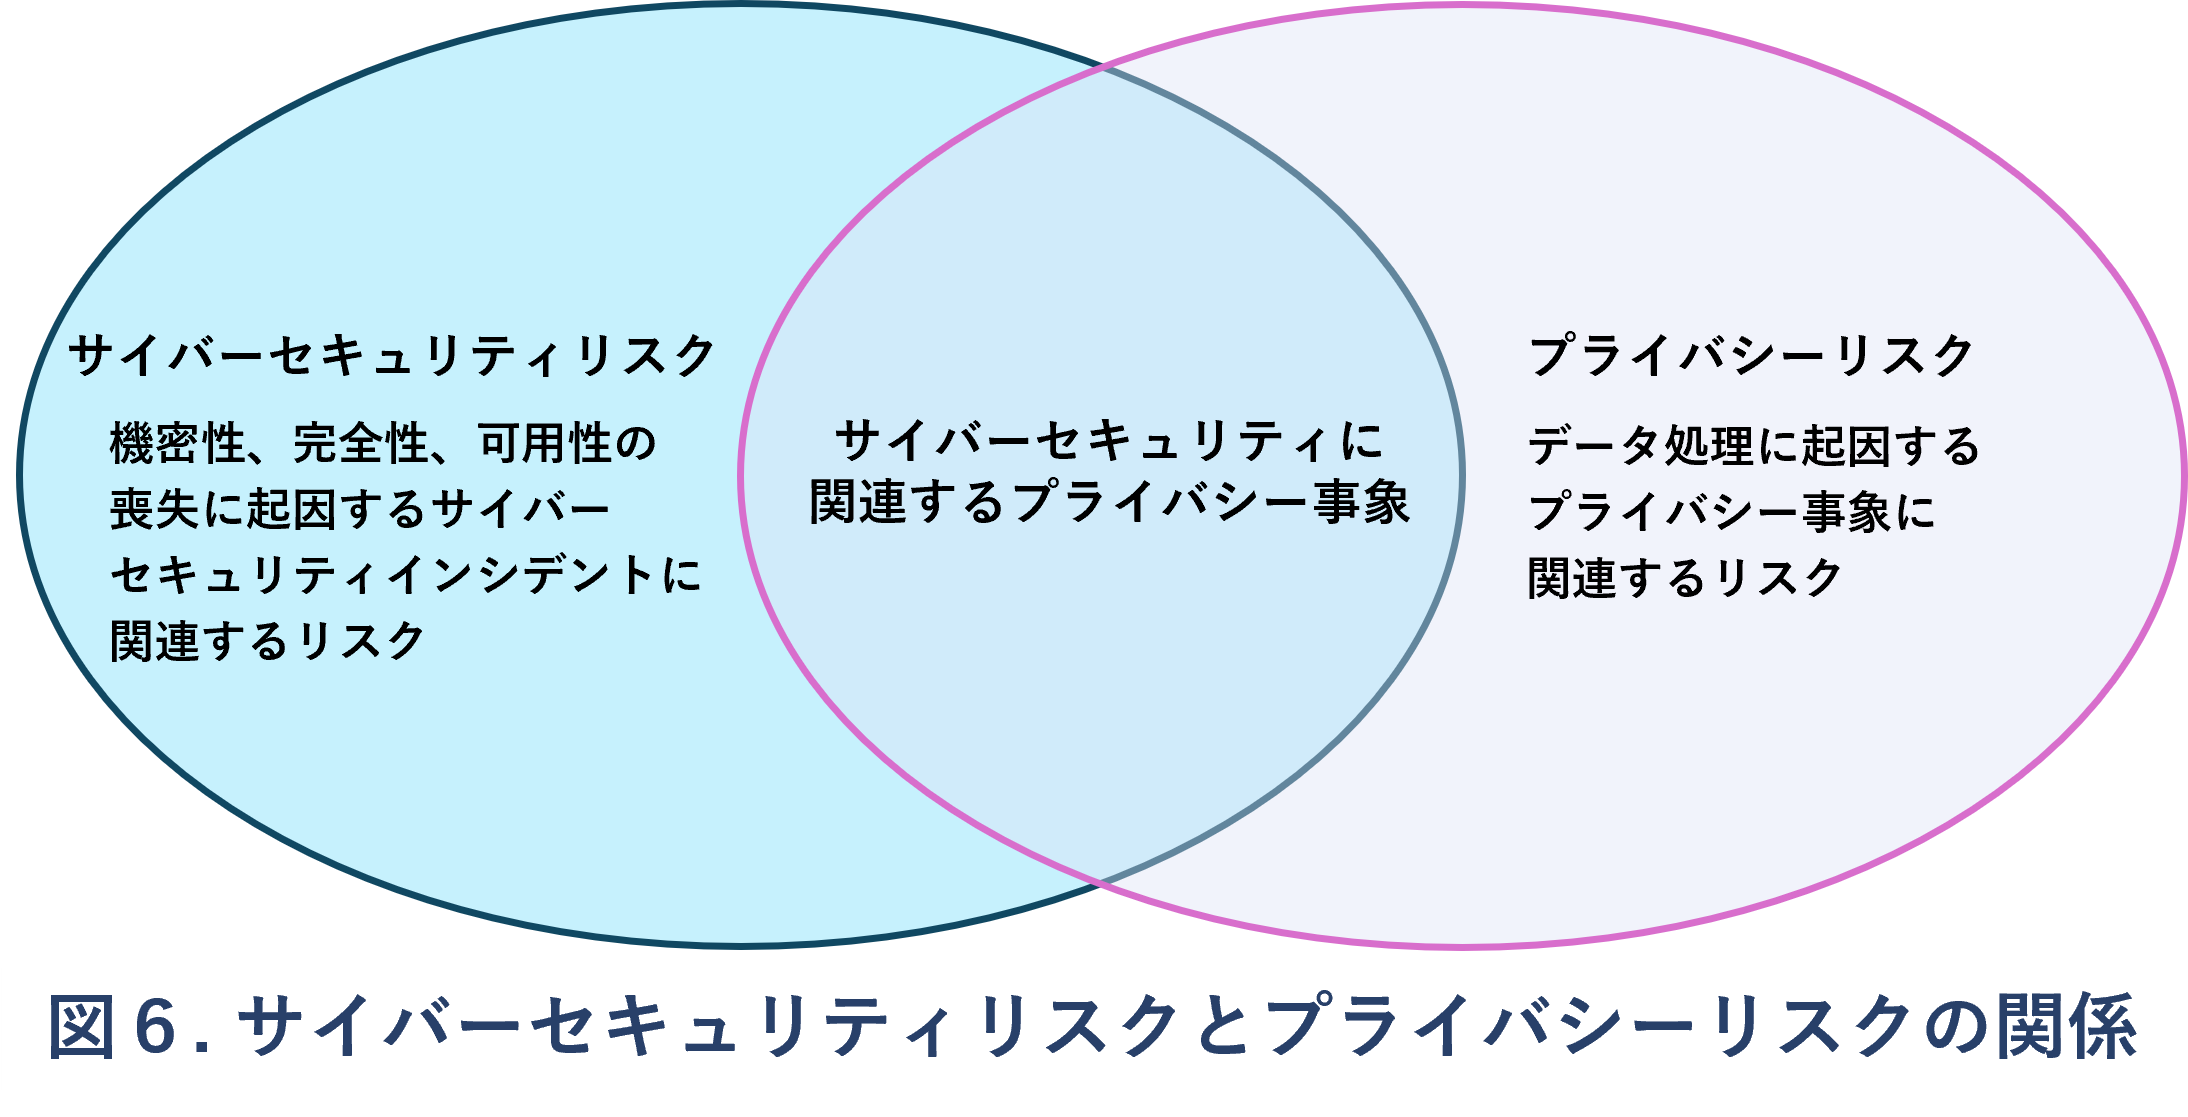 サイバーセキュリティリスク
機密性、完全性、可用性の
喪失に起因するサイバー
セキュリティインシデントに
関連するリスク
サイバーセキュリティに
関連するプライバシー事象
プライバシーリスク
データ処理に起因する
プライバシー事象に
関連するリスク
図6.サイバーセキュリティリスクとプライバシーリスクの関係